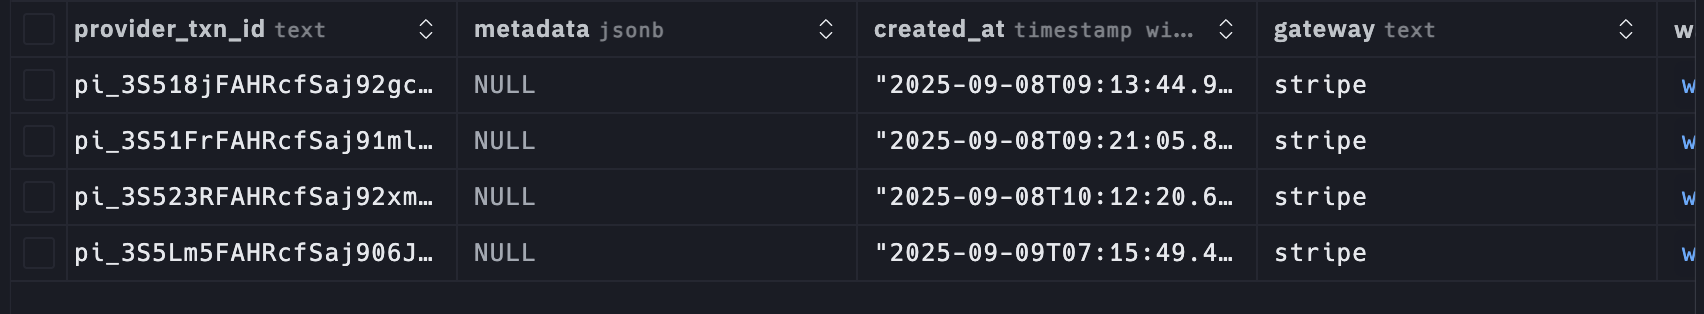 provider_txn_id text metadata jsonb created_at timestamp wi... gateway text w
pi_3S518jFAHRcfSaj92gc... NULL "2025-09-08T09:13:44.9... stripe w
pi_3S51FrFAHRcfSaj91ml... NULL "2025-09-08T09:21:05.8... stripe w
pi_3S523RFAHRcfSaj92xm... NULL "2025-09-08T10:12:20.6... stripe w
pi_3S5Lm5FAHRcfSaj906J... NULL "2025-09-09T07:15:49.4... stripe w